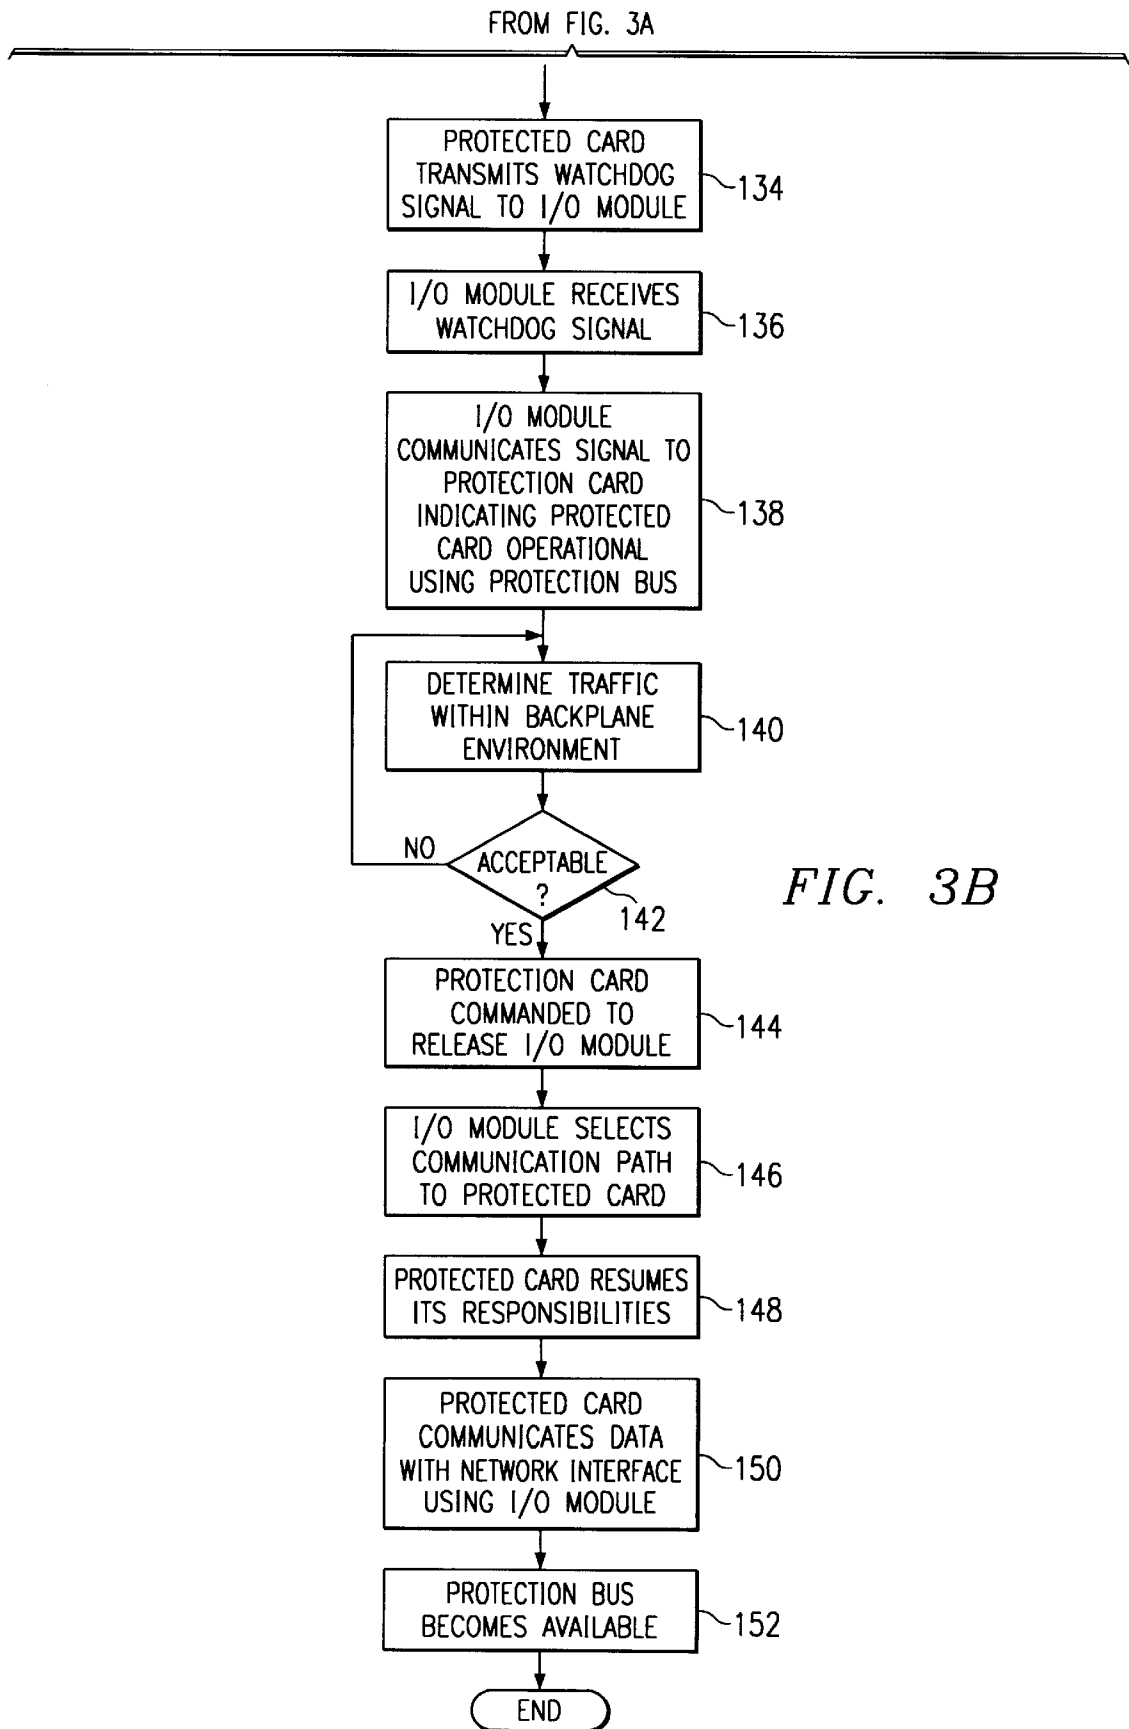 FROM FIG. 3A
PROTECTED CARD
TRANSMITS WATCHDOG
SIGNAL TO I/O MODULE
134
I/O MODULE RECEIVES
WATCHDOG SIGNAL
136
I/O MODULE
COMMUNICATES SIGNAL TO
PROTECTION CARD
INDICATING PROTECTED
CARD OPERATIONAL
USING PROTECTION BUS
138
DETERMINE TRAFFIC
WITHIN BACKPLANE
ENVIRONMENT
140
NO
ACCEPTABLE
?
142
YES
FIG. 3B
PROTECTION CARD
COMMANDED TO
RELEASE I/O MODULE
144
I/O MODULE SELECTS
COMMUNICATION PATH
TO PROTECTED CARD
146
PROTECTED CARD RESUMES
ITS RESPONSIBILITIES
148
PROTECTED CARD
COMMUNICATES DATA
WITH NETWORK INTERFACE
USING I/O MODULE
150
PROTECTION BUS
BECOMES AVAILABLE
152
END